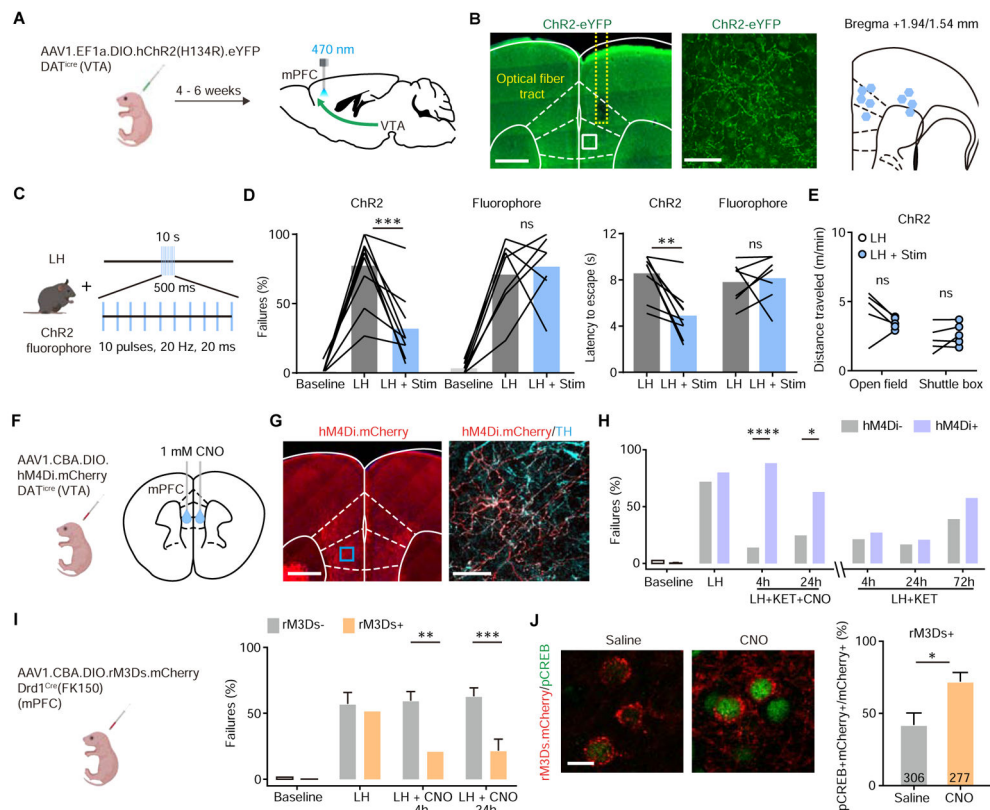 A
AAV1.EF1a.DIO.hChR2(H134R).eYFP
DATicre (VTA)
4 - 6 weeks
470 nm
mPFC
VTA
B
ChR2-eYFP
ChR2-eYFP
Bregma +1.94/1.54 mm
Optical fiber
tract
C
LH
10 s
+
500 ms
ChR2
fluorophore
10 pulses, 20 Hz, 20 ms
D
ChR2
Fluorophore
***
ns
Failures (%)
100
50
0
Baseline
LH
LH + Stim
Baseline
LH
LH + Stim
ChR2
Fluorophore
**
ns
Latency to escape (s)
12
8
4
0
LH
LH + Stim
LH
LH + Stim
E
ChR2
LH
LH + Stim
ns
ns
Distance traveled (m/min)
10
5
0
Open field
Shuttle box
F
AAV1.CBA.DIO.
hM4Di.mCherry
DATicre (VTA)
1 mM CNO
mPFC
G
hM4Di.mCherry
hM4Di.mCherry/TH
H
hM4Di-
hM4Di+
****
*
Failures (%)
100
50
0
Baseline
LH
4h
24h
4h
24h
72h
LH+KET+CNO
LH+KET
I
AAV1.CBA.DIO.rM3Ds.mCherry
Drd1Cre(FK150)
(mPFC)
rM3Ds-
rM3Ds+
**
***
Failures (%)
100
50
0
Baseline
LH
LH + CNO
4h
LH + CNO
24h
J
Saline
CNO
rM3Ds.mCherry/pCREB
rM3Ds+
*
pCREB+mCherry+/mCherry+ (%)
100
50
0
306
277
Saline
CNO